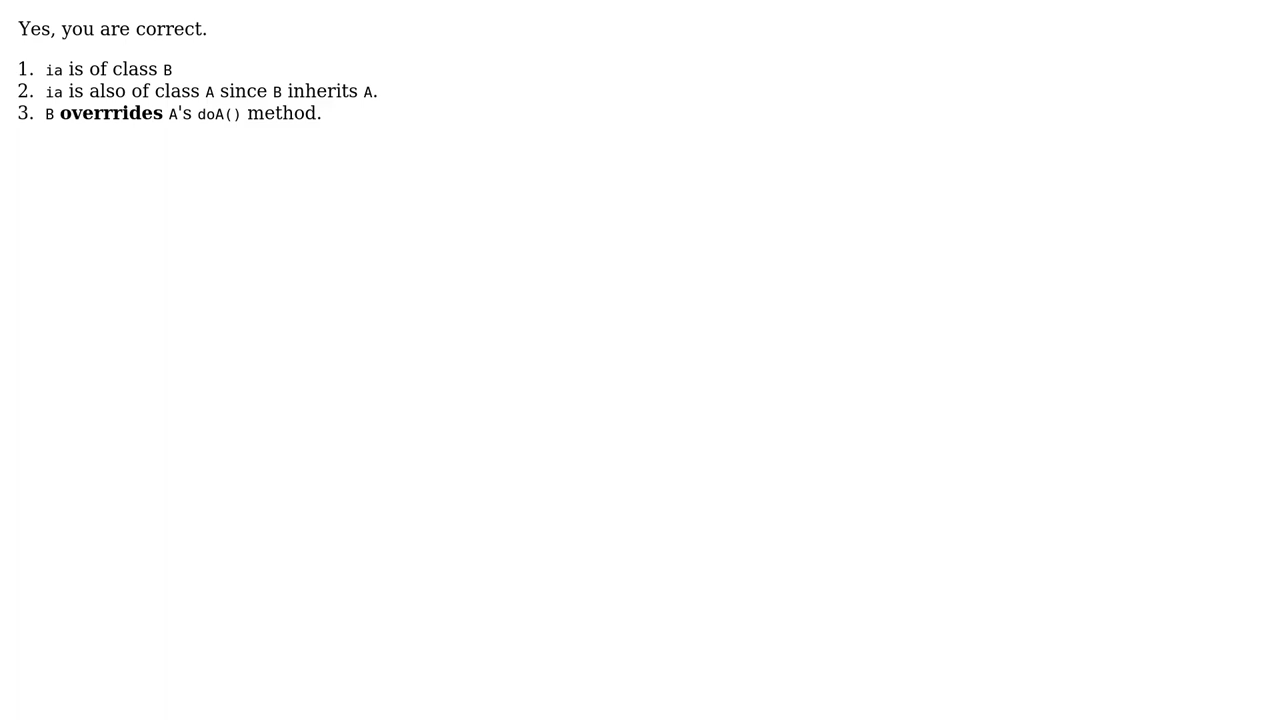 Yes, you are correct.
1. ia is of class B
2. ia is also of class A since B inherits A.
3. B overrrides A's doA() method.